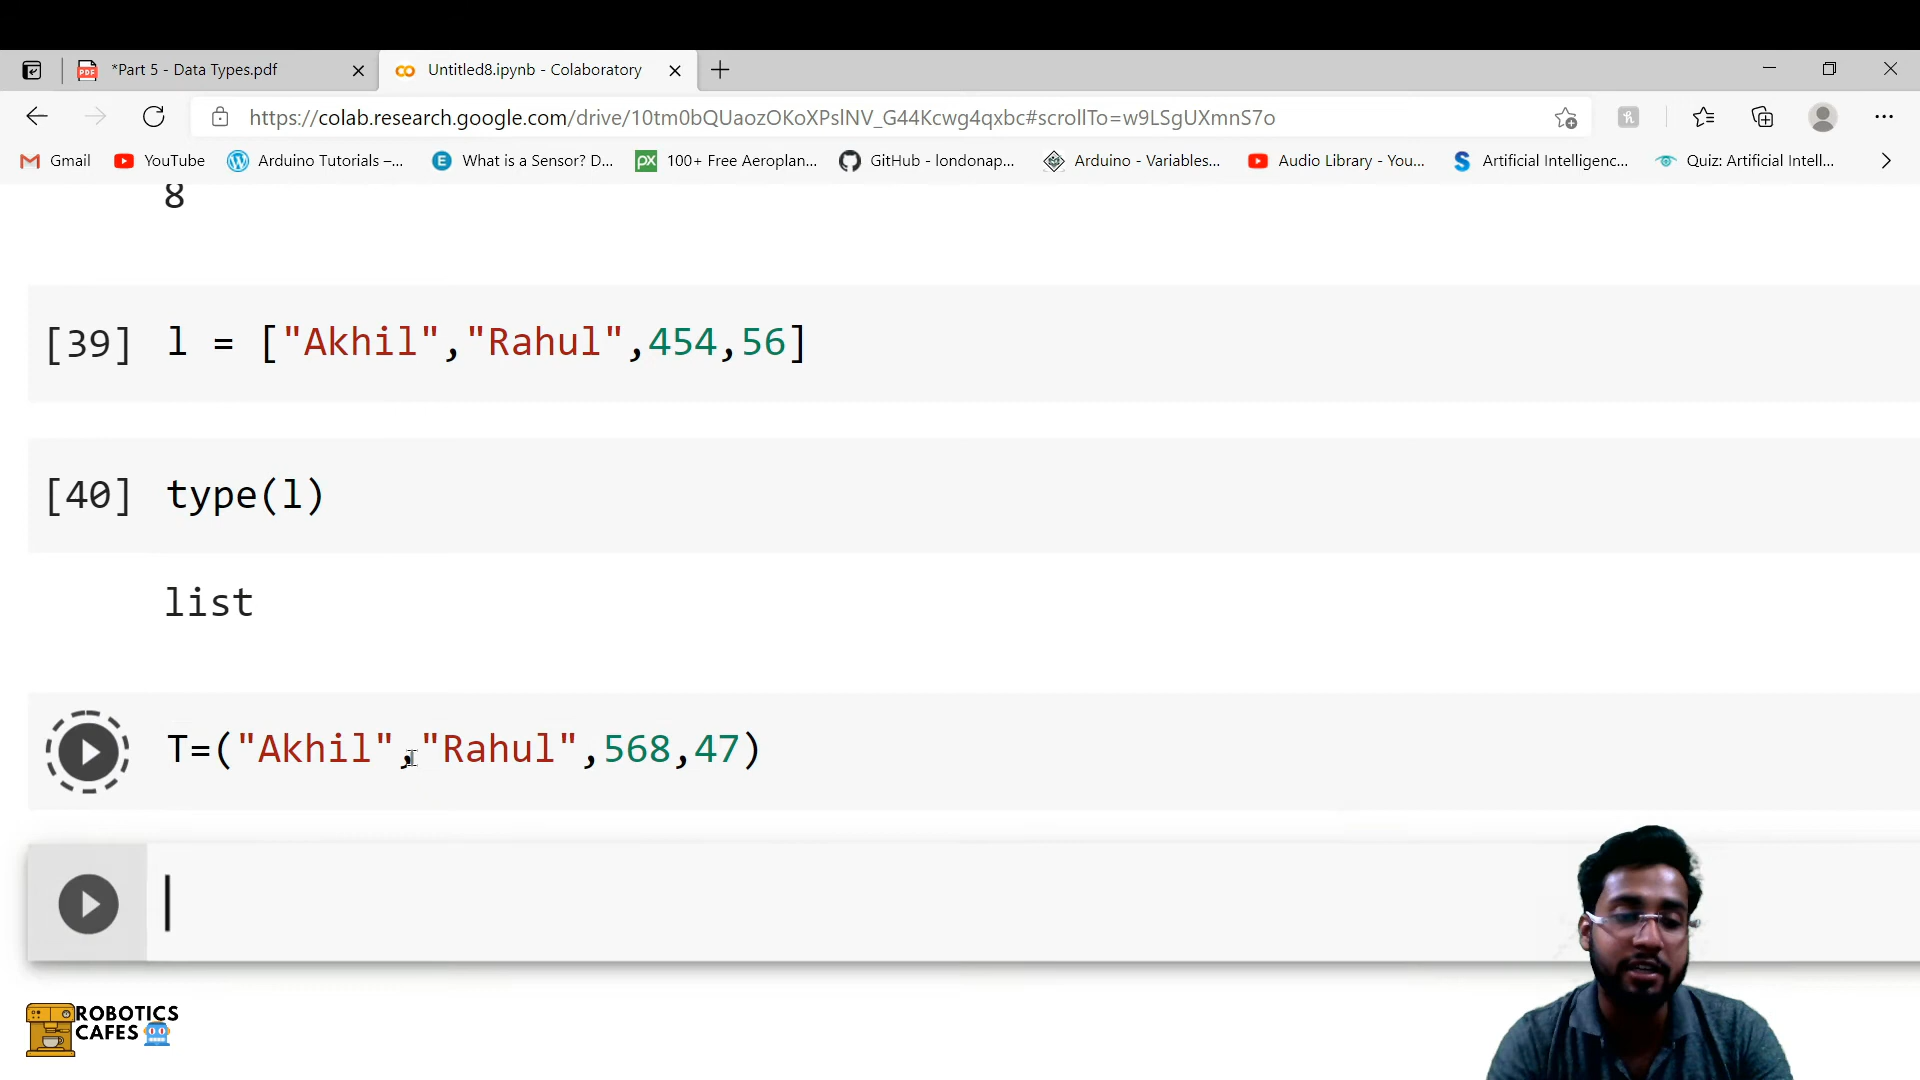 *Part 5 - Data Types.pdf
Untitled8.ipynb - Colaboratory
https://colab.research.google.com/drive/10tm0bQUaozOKoXPslNV_G44Kcwg4qxbc#scrollTo=w9LSgUXmnS7o
Gmail YouTube Arduino Tutorials –... What is a Sensor? D... 100+ Free Aeroplan... GitHub - londonap... Arduino - Variables... Audio Library - You... Artificial Intelligenc... Quiz: Artificial Intell...
8
[39] l = ["Akhil","Rahul",454,56]
[40] type(l)
list
T=("Akhil","Rahul",568,47)
ROBOTICS
CAFES